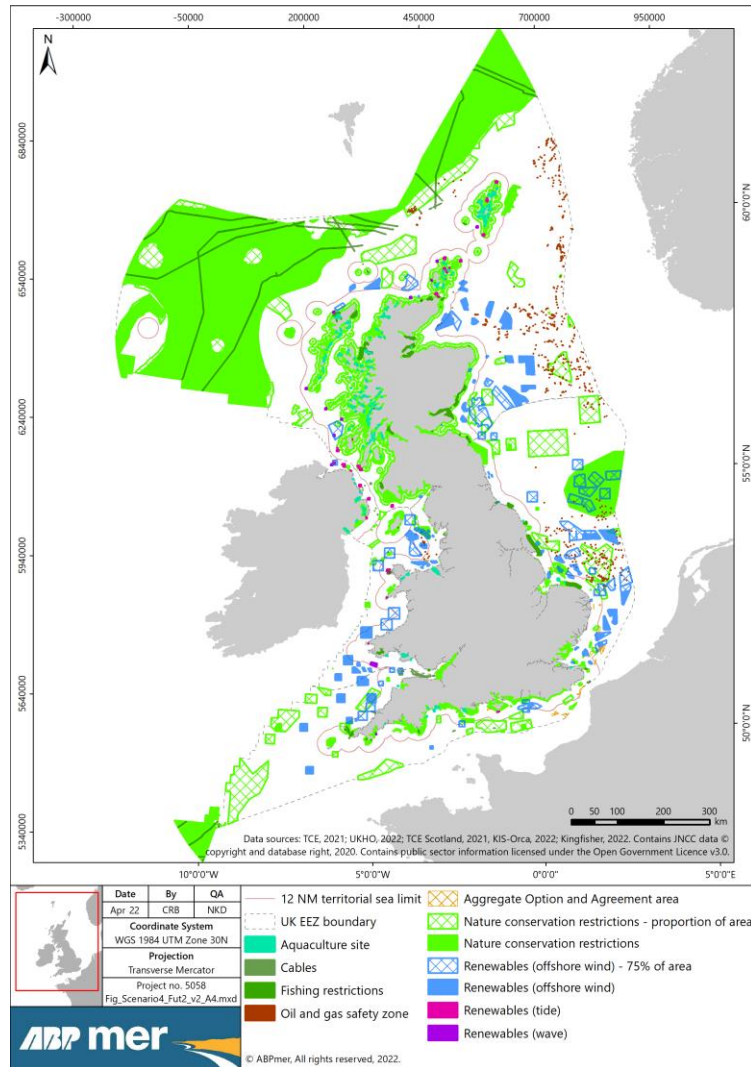 -300000 -50000 200000 450000 700000 950000
N
6840000
6540000
6240000
5940000
5640000
5340000
60°0'0"N
55°0'0"N
50°0'0"N
0 50 100 200 300
km
Data sources: TCE, 2021; UKHO, 2022; TCE Scotland, 2021, KIS-Orca, 2022; Kingfisher, 2022. Contains JNCC data ©
copyright and database right, 2020. Contains public sector information licensed under the Open Government Licence v3.0.
10°0'0"W 5°0'0"W 0°0'0" 5°0'0"E
Date By QA
Apr 22 CRB NKD
Coordinate System
WGS 1984 UTM Zone 30N
Projection
Transverse Mercator
Project no. 5058
Fig_Scenario4_Fut2_v2_A4.mxd
ABPmer
12 NM territorial sea limit
UK EEZ boundary
Aquaculture site
Cables
Fishing restrictions
Oil and gas safety zone
Aggregate Option and Agreement area
Nature conservation restrictions - proportion of area
Nature conservation restrictions
Renewables (offshore wind) - 75% of area
Renewables (offshore wind)
Renewables (tide)
Renewables (wave)
© ABPmer, All rights reserved, 2022.